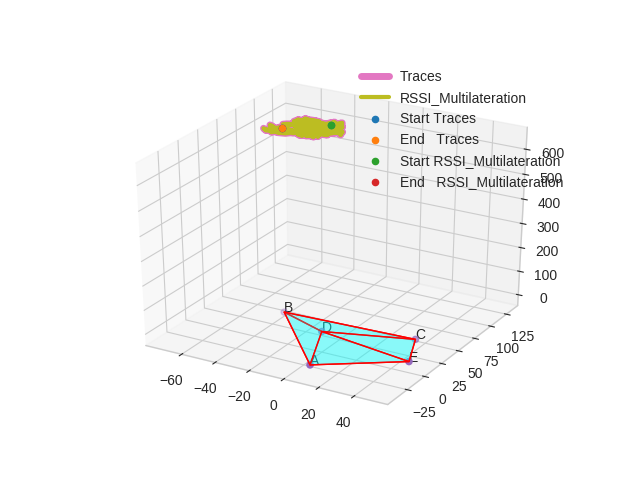 Traces
RSSI_Multilateration
Start Traces
End Traces
Start RSSI_Multilateration
End RSSI_Multilateration
600
500
400
300
200
100
0
B
D
C
A
E
−60
−40
−20
0
20
40
−25
0
25
50
75
100
125